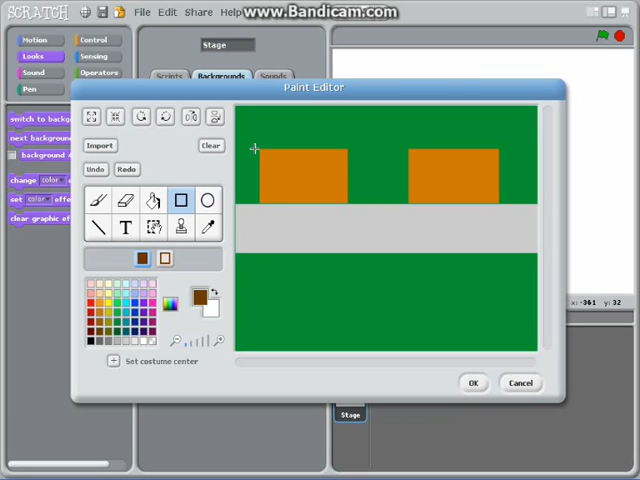 SCRATCH File Edit Share Help
www.Bandicam.com
Motion Control
Looks Sensing
Sound Operators
Pen
Stage
Scripts Backgrounds Sounds
switch to backg
next background
background
change color effe
set color effe
clear graphic ef
Paint Editor
Import Clear
Undo Redo
Set costume center
OK Cancel
x: -361 y: 32
Stage